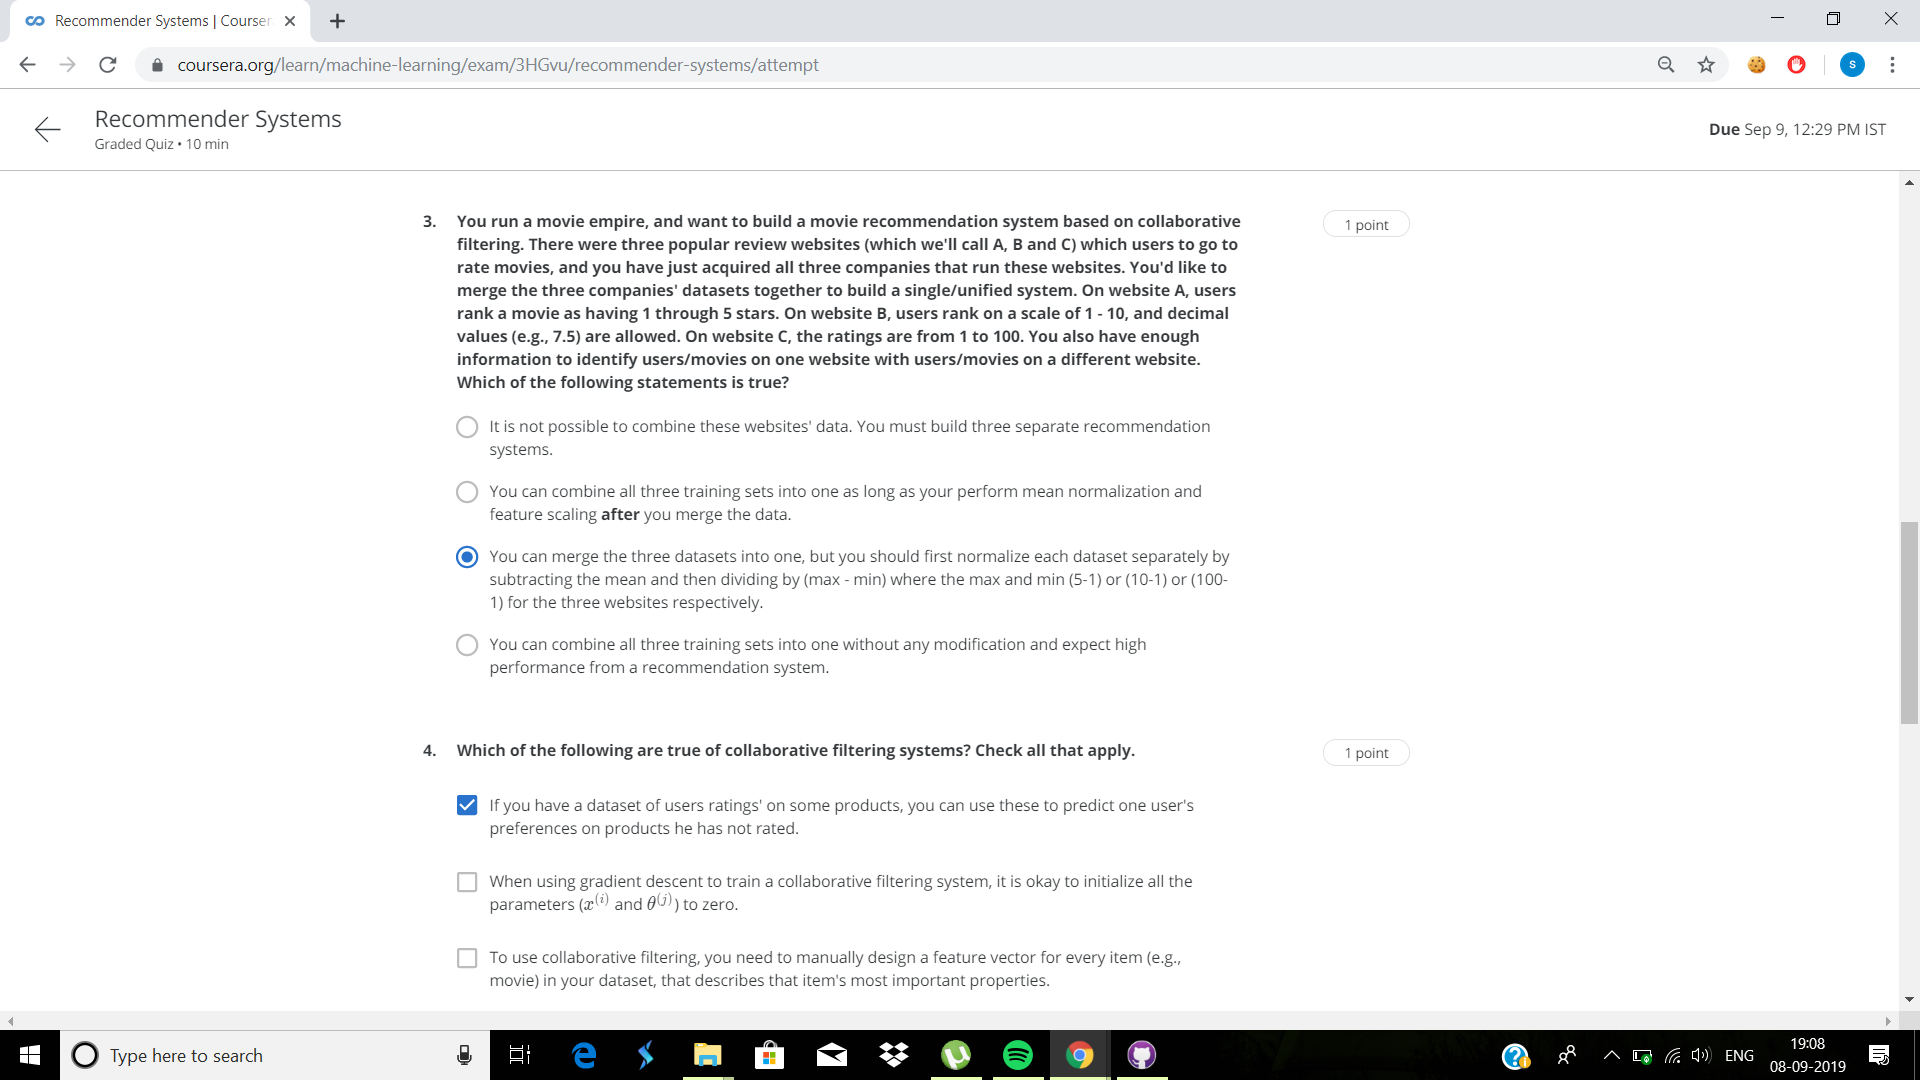 Recommender Systems | Courser
coursera.org/learn/machine-learning/exam/3HGvu/recommender-systems/attempt
S
Recommender Systems
Graded Quiz • 10 min
Due Sep 9, 12:29 PM IST
3. You run a movie empire, and want to build a movie recommendation system based on collaborative
filtering. There were three popular review websites (which we'll call A, B and C) which users to go to
rate movies, and you have just acquired all three companies that run these websites. You'd like to
merge the three companies' datasets together to build a single/unified system. On website A, users
rank a movie as having 1 through 5 stars. On website B, users rank on a scale of 1 - 10, and decimal
values (e.g., 7.5) are allowed. On website C, the ratings are from 1 to 100. You also have enough
information to identify users/movies on one website with users/movies on a different website.
Which of the following statements is true?
1 point
It is not possible to combine these websites' data. You must build three separate recommendation
systems.
You can combine all three training sets into one as long as your perform mean normalization and
feature scaling after you merge the data.
You can merge the three datasets into one, but you should first normalize each dataset separately by
subtracting the mean and then dividing by (max - min) where the max and min (5-1) or (10-1) or (100-
1) for the three websites respectively.
You can combine all three training sets into one without any modification and expect high
performance from a recommendation system.
4. Which of the following are true of collaborative filtering systems? Check all that apply.
1 point
If you have a dataset of users ratings' on some products, you can use these to predict one user's
preferences on products he has not rated.
When using gradient descent to train a collaborative filtering system, it is okay to initialize all the
parameters (x^(i) and θ^(j)) to zero.
To use collaborative filtering, you need to manually design a feature vector for every item (e.g.,
movie) in your dataset, that describes that item's most important properties.
Type here to search
ENG
19:08
08-09-2019